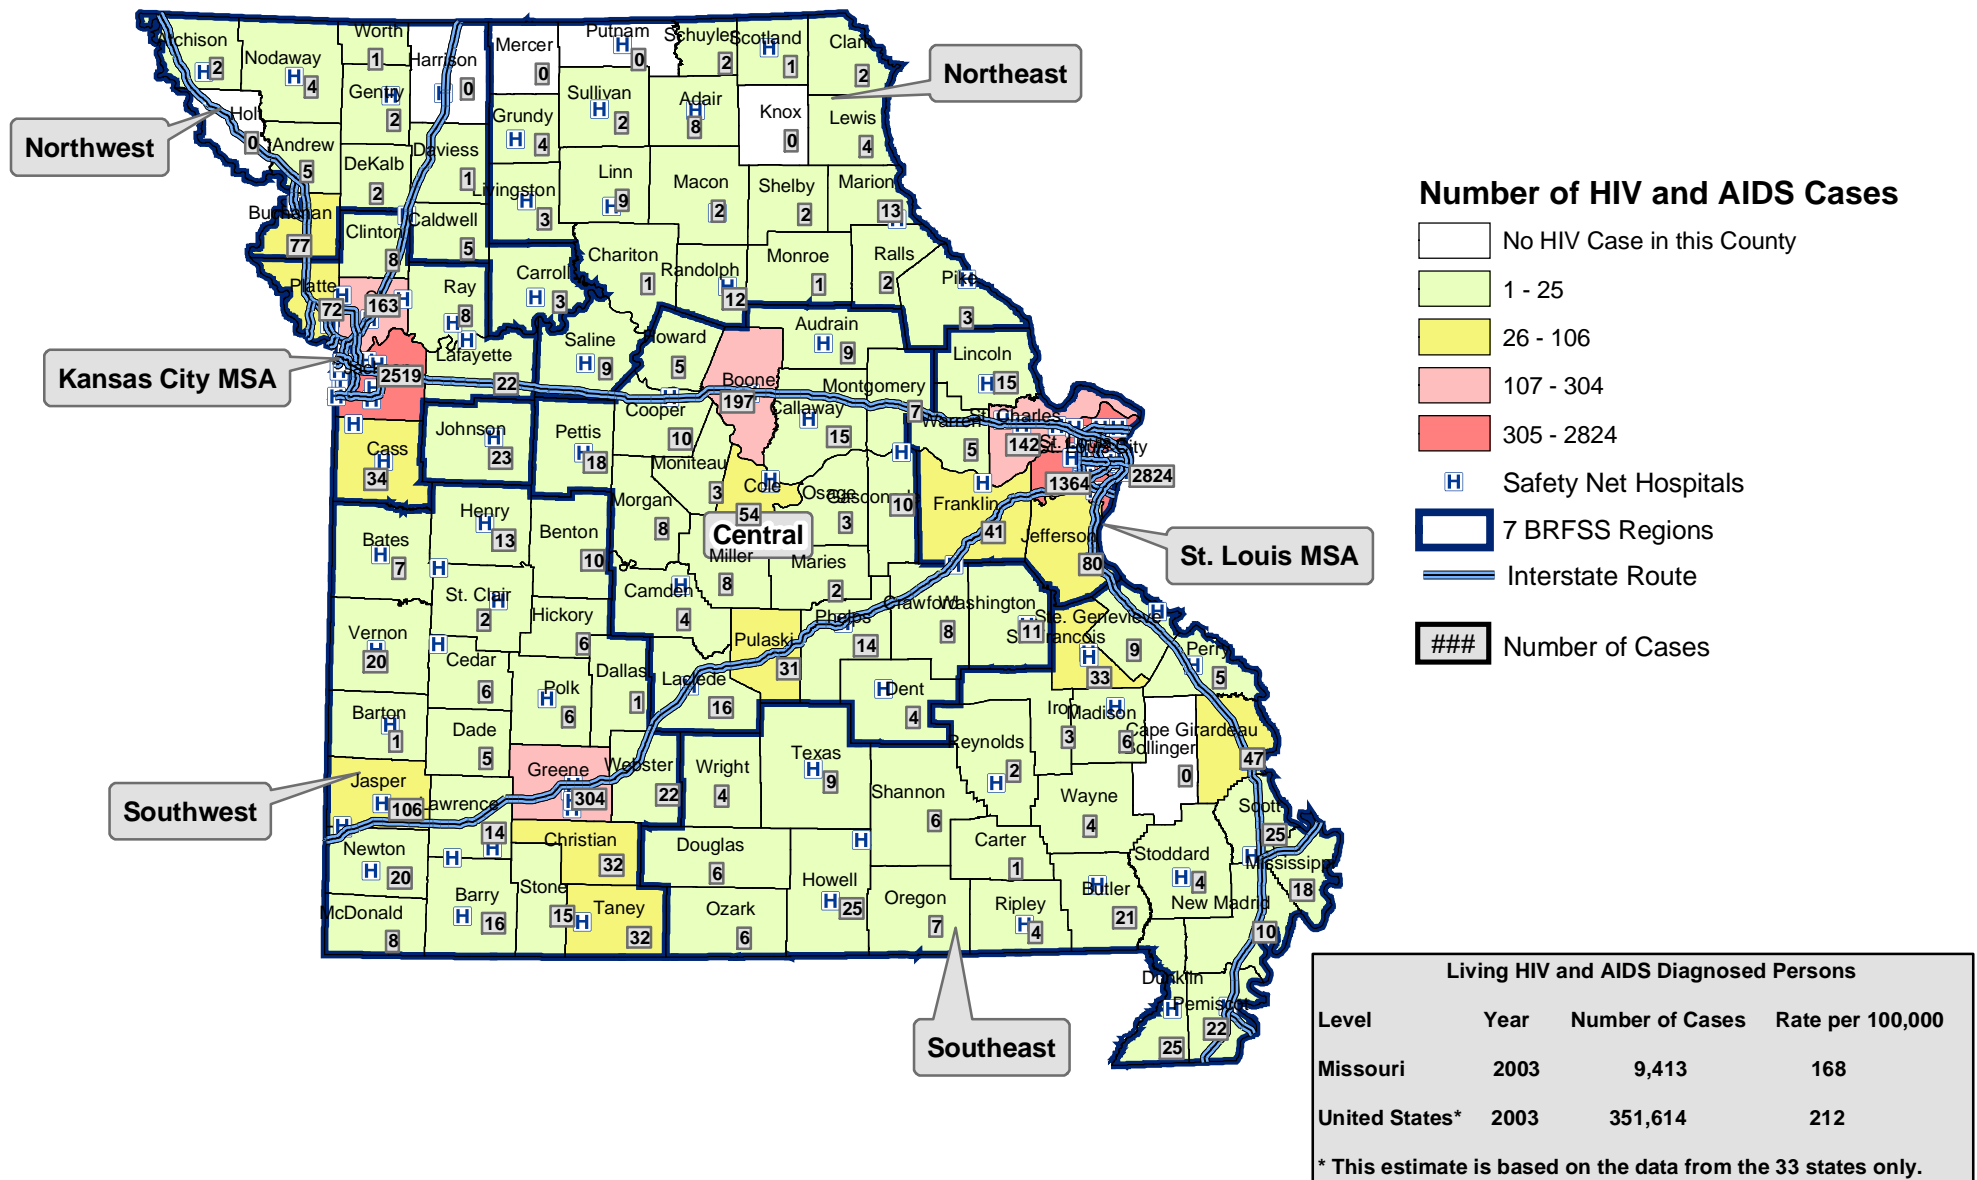 Number of HIV and AIDS Cases
No HIV Case in this County
1 - 25
26 - 106
107 - 304
305 - 2824
H Safety Net Hospitals
7 BRFSS Regions
Interstate Route
### Number of Cases
Northwest
Northeast
Kansas City MSA
Central
St. Louis MSA
Southwest
Southeast
Atchison 2
Nodaway 4
Worth 1
Harrison 0
Mercer 0
Putnam 0
Schuyler 2
Scotland 1
Clark 2
Holt 0
Gentry 2
Grundy 4
Sullivan 2
Adair 8
Knox 0
Lewis 4
Andrew 5
DeKalb 2
Daviess 1
Livingston 3
Linn 9
Macon 2
Shelby 2
Marion 13
Buchanan 77
Clinton 8
Caldwell 5
Chariton 1
Randolph 12
Monroe 1
Ralls 2
Pike 3
Platte 72
163
Ray 8
Carroll 3
2519
Lafayette 22
Saline 9
Howard 5
Boone 197
Audrain 9
Callaway 15
Montgomery 7
Lincoln 15
Warren 5
St. Charles 142
St. Louis 1364
St. Louis City 2824
Cass 34
Johnson 23
Pettis 18
Cooper 10
Moniteau 3
Morgan 8
Cole 54
Osage 3
Gasconade 10
Franklin 41
Jefferson 80
Bates 7
Henry 13
Benton 10
Miller 8
Maries 2
Camden 4
St. Clair 2
Hickory 6
Vernon 20
Cedar 6
Polk 6
Dallas 1
Laclede 16
Pulaski 31
Phelps 14
Crawford 8
Washington 11
Ste. Genevieve 9
St. Francois 33
Perry 5
Dent 4
Barton 1
Dade 5
Iron 3
Madison 6
Cape Girardeau 47
Bollinger 0
Reynolds 2
Jasper 106
Lawrence 14
Greene 304
Webster 22
Wright 4
Texas 9
Shannon 6
Wayne 4
Scott 25
Mississippi 18
Newton 20
Christian 32
Douglas 6
Carter 1
Stoddard 4
New Madrid 10
McDonald 8
Barry 16
Stone 15
Taney 32
Ozark 6
Howell 25
Oregon 7
Ripley 4
Butler 21
Dunklin 25
Pemiscot 22
Living HIV and AIDS Diagnosed Persons
Level Year Number of Cases Rate per 100,000
Missouri 2003 9,413 168
United States* 2003 351,614 212
* This estimate is based on the data from the 33 states only.